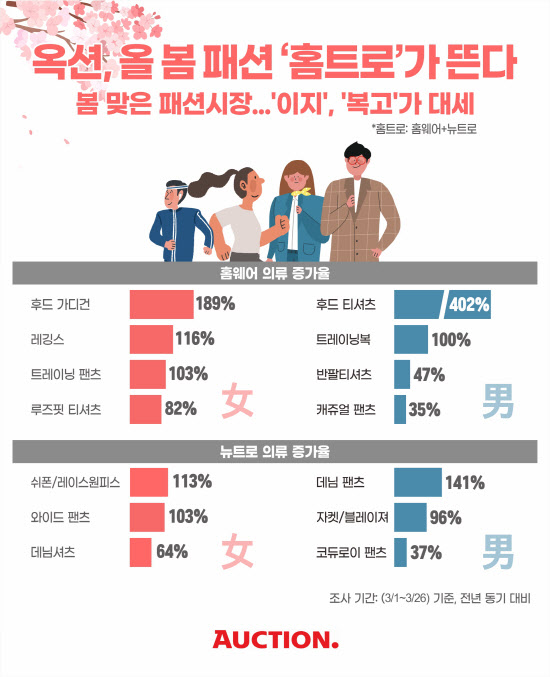 옥션, 올 봄 패션 ‘홈트로’가 뜬다
봄 맞은 패션시장...'이지', '복고'가 대세
*홈트로: 홈웨어+뉴트로
홈웨어 의류 증가율
후드 가디건 189%
레깅스 116%
트레이닝 팬츠 103%
루즈핏 티셔츠 82%
女
후드 티셔츠 402%
트레이닝복 100%
반팔티셔츠 47%
캐쥬얼 팬츠 35%
男
뉴트로 의류 증가율
쉬폰/레이스원피스 113%
와이드 팬츠 103%
데님셔츠 64%
女
데님 팬츠 141%
자켓/블레이져 96%
코듀로이 팬츠 37%
男
조사 기간: (3/1~3/26) 기준, 전년 동기 대비
AUCTION.